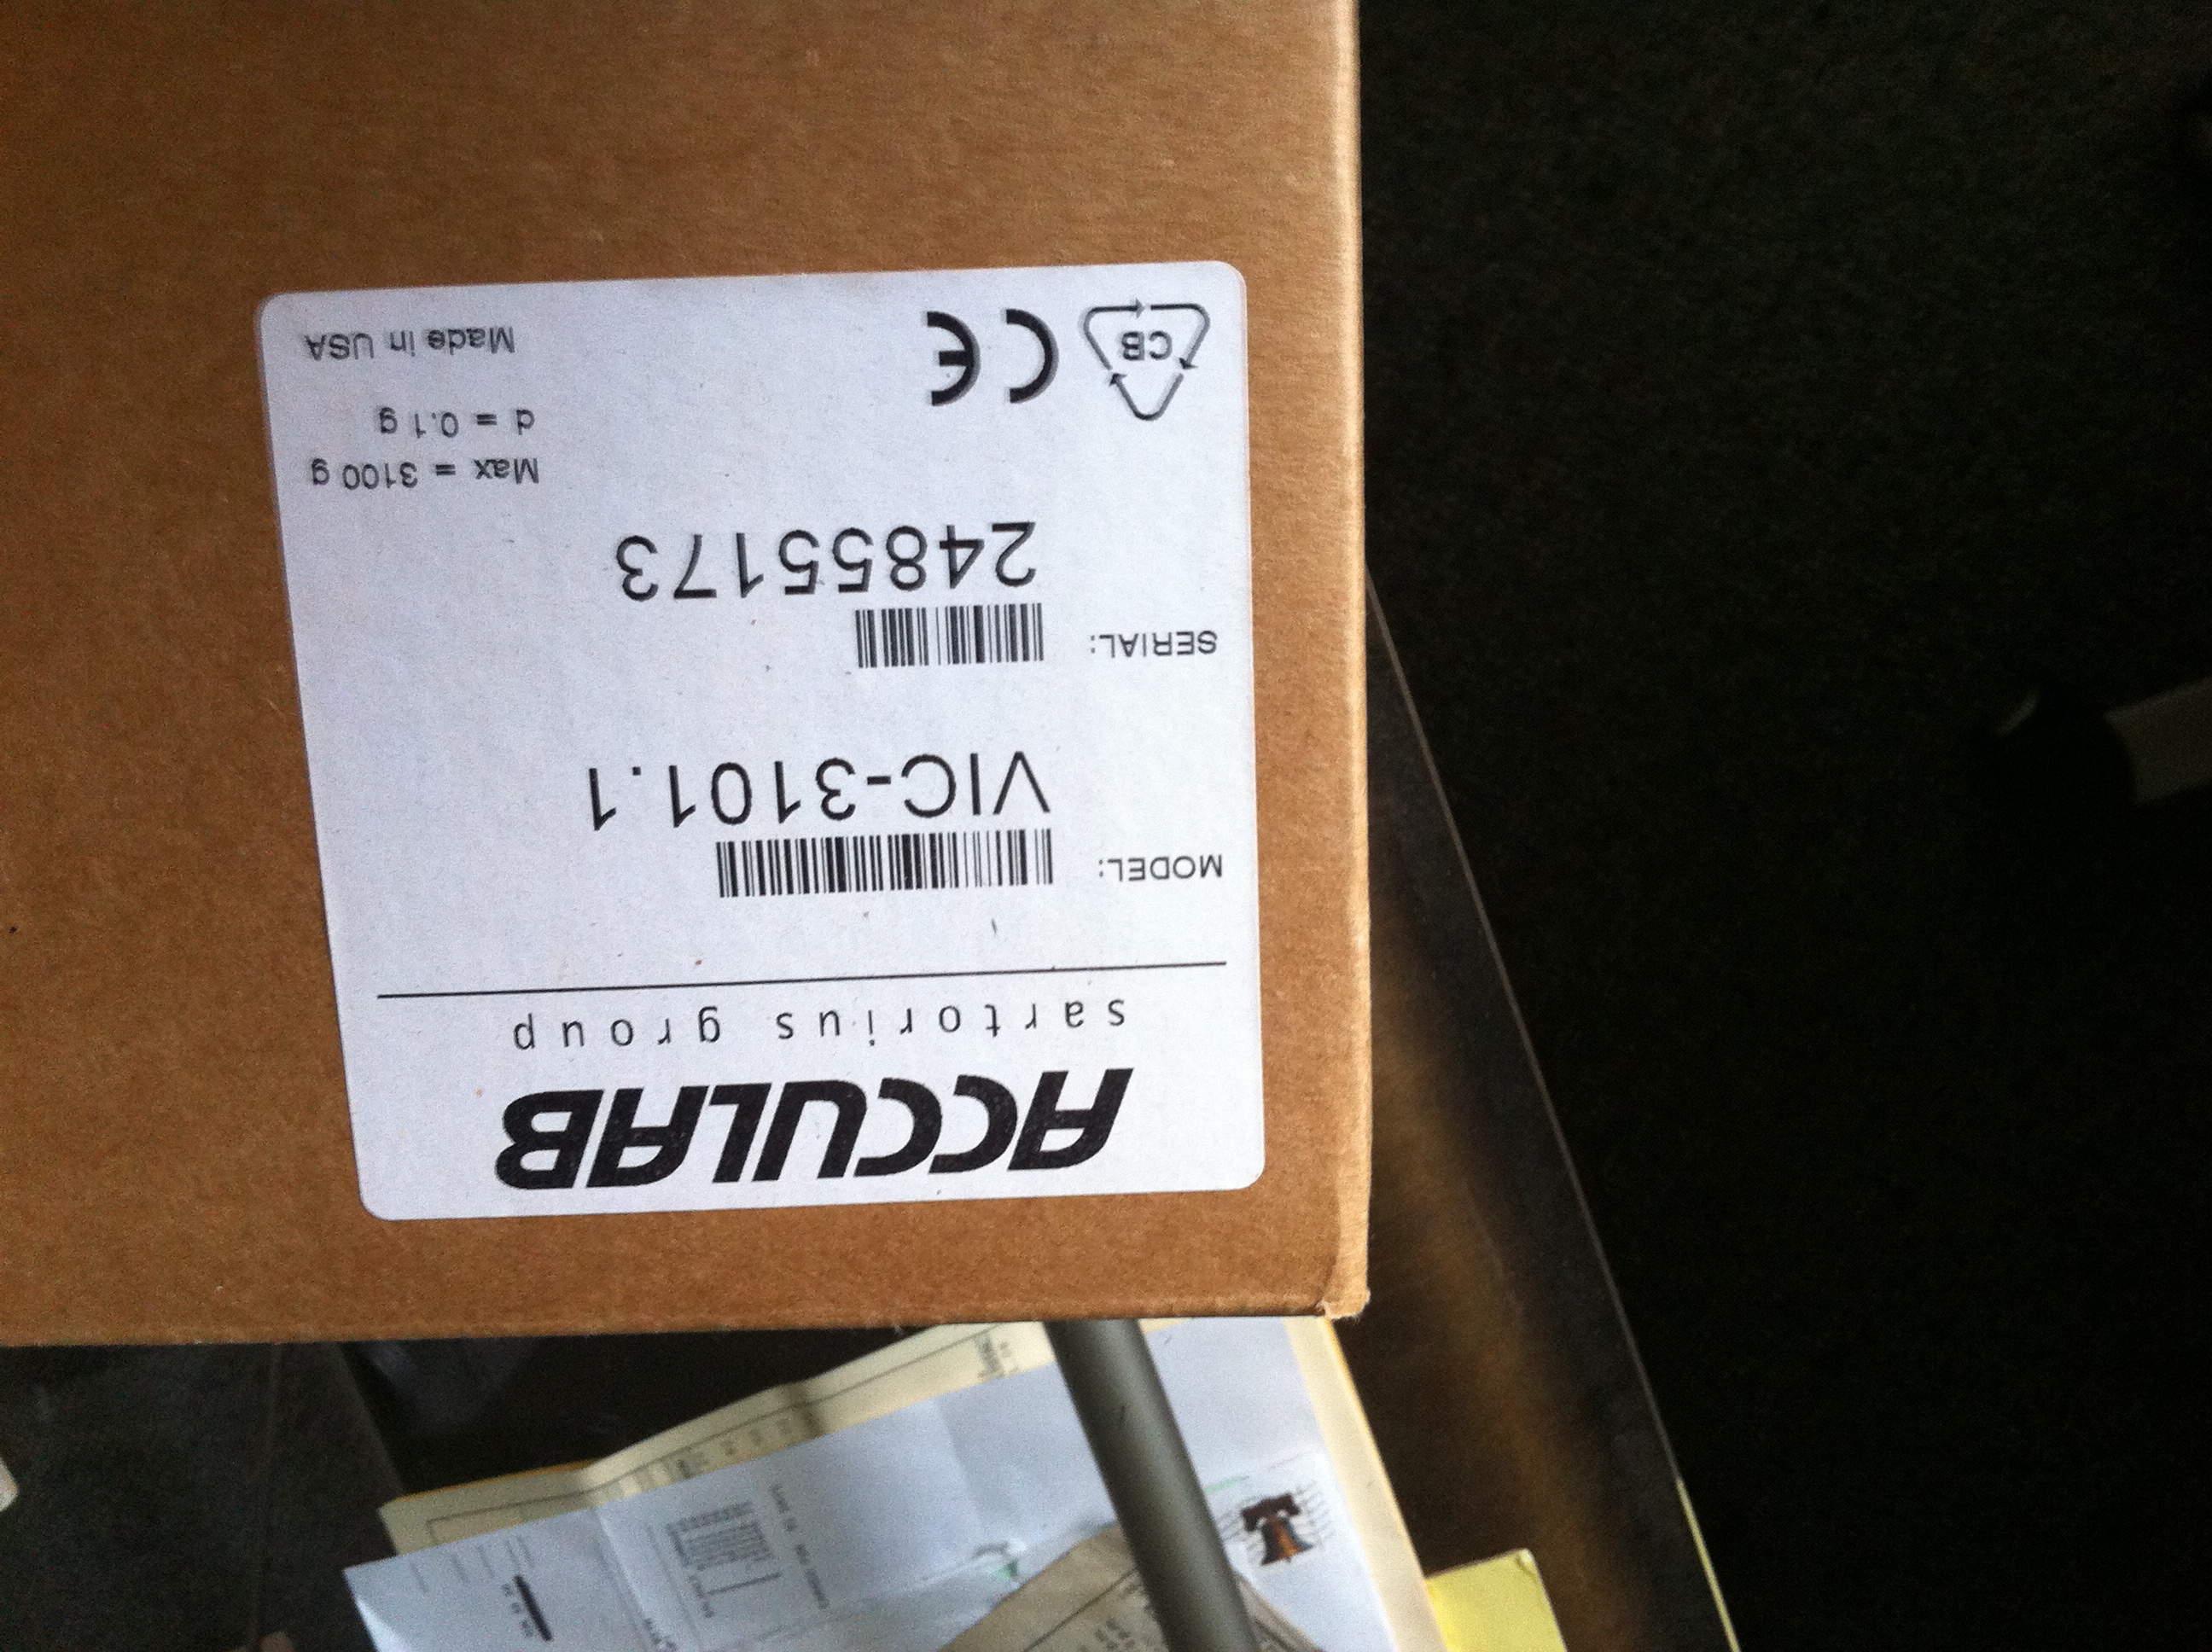 ACCULAB
sartorius group
MODEL:
VIC-3101.1
SERIAL:
24855173
Max = 3100 g
d = 0.1 g
CB
CE
Made in USA